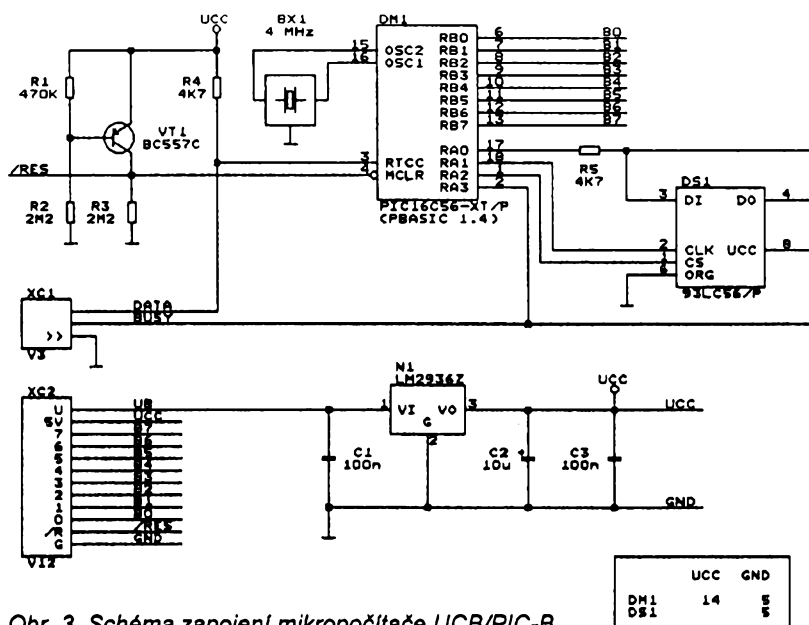 UCC
BX1
4 MHz
DM1
R1
470K
R4
4K7
VT1
BC557C
/RES
R2
2M2
R3
2M2
15
16
OSC2
OSC1
3
4
RTCC
MCLR
RB0
RB1
RB2
RB3
RB4
RB5
RB6
RB7
6
7
8
9
10
11
12
13
B0
B1
B2
B3
B4
B5
B6
B7
RA0
RA1
RA2
RA3
17
18
1
2
PIC16C56-XT/P
(PBASIC 1.4)
R5
4K7
DS1
3
DI
DO
4
2
CLK
UCC
8
1
CS
6
ORG
93LC56/P
XC1
DATA
BUSY
>>
V3
XC2
U
5V
7
6
5
4
3
2
1
0
R
G
UB
UCC
B7
B6
B5
B4
B3
B2
B1
B0
/RES
GND
V12
N1
LM2936Z
1
VI
VO
3
G
2
C1
100n
C2
10u
+
C3
100n
UCC
UCC
GND
UCC GND
DM1 14 5
DS1 5
Obr. 3. Schéma zapojení mikropočítače UCB/PIC-B